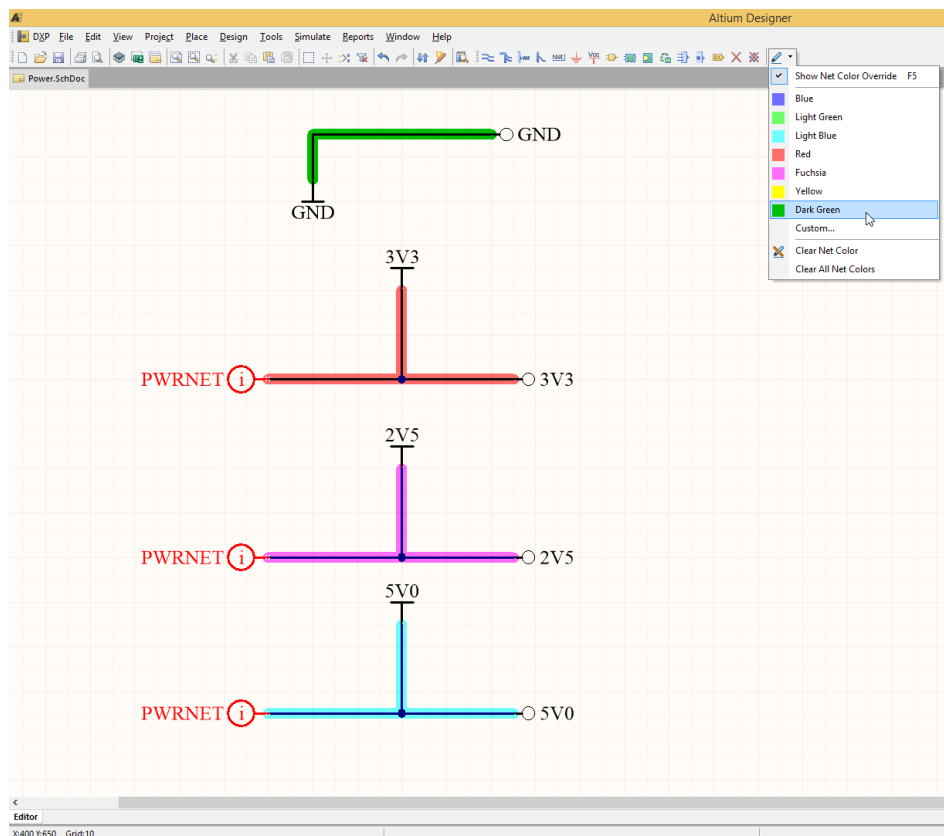 Altium Designer
DXP File Edit View Project Place Design Tools Simulate Reports Window Help
Net Vcc
Power.SchDoc
Show Net Color Override F5
Blue
Light Green
Light Blue
Red
Fuchsia
Yellow
Dark Green
Custom...
Clear Net Color
Clear All Net Colors
GND
GND
3V3
PWRNET i 3V3
2V5
PWRNET i 2V5
5V0
PWRNET i 5V0
Editor
X:400 Y:650 Grid:10